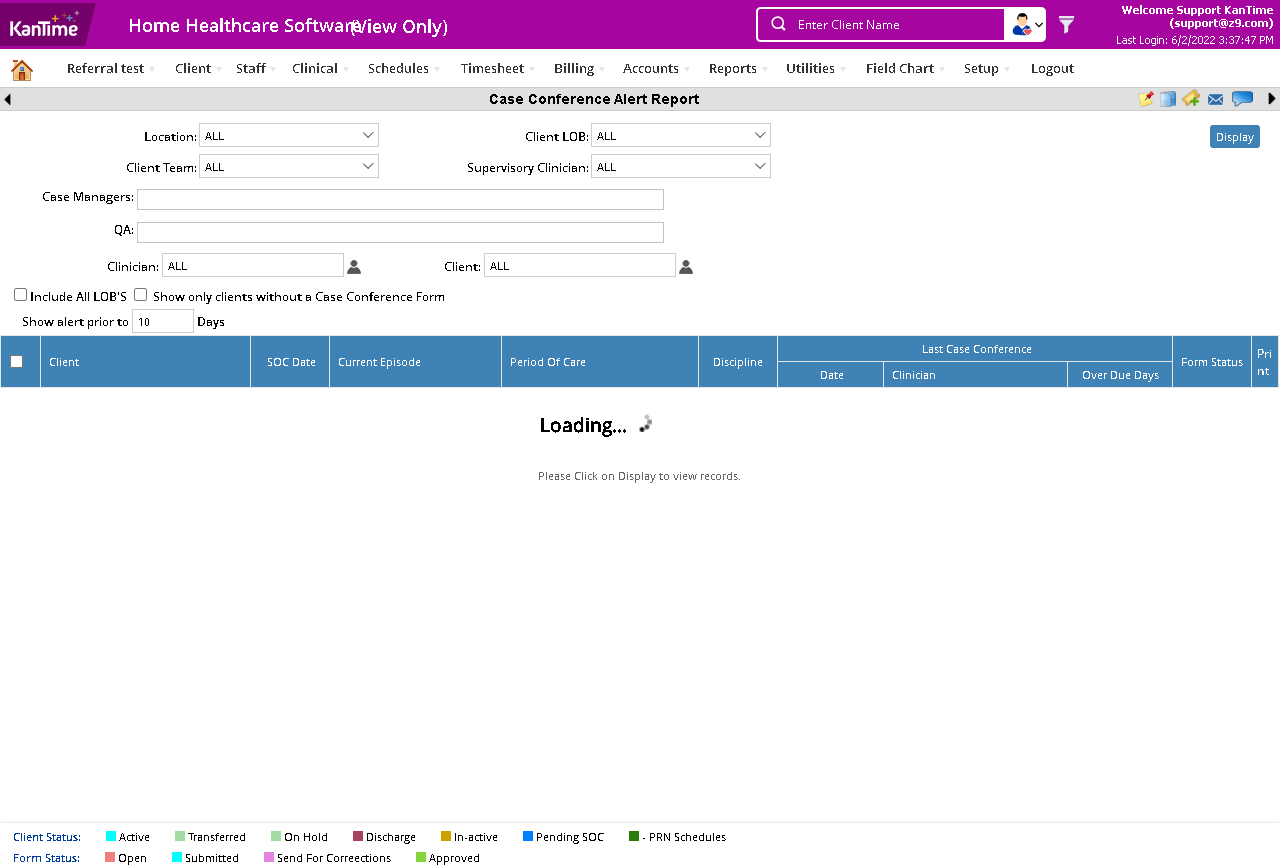 KanTime
Home Healthcare Software
(View Only)
Enter Client Name
Welcome Support KanTime
(support@z9.com)
Last Login: 6/2/2022 3:37:47 PM
Referral test Client Staff Clinical Schedules Timesheet Billing Accounts Reports Utilities Field Chart Setup Logout
Case Conference Alert Report
Location: ALL Client LOB: ALL Display
Client Team: ALL Supervisory Clinician: ALL
Case Managers:
QA:
Clinician: ALL Client: ALL
Include All LOB'S Show only clients without a Case Conference Form
Show alert prior to 10 Days
Client SOC Date Current Episode Period Of Care Discipline Last Case Conference Form Status Pri
nt
Date Clinician Over Due Days
Loading...
Please Click on Display to view records.
Client Status: Active Transferred On Hold Discharge In-active Pending SOC - PRN Schedules
Form Status: Open Submitted Send For Correections Approved